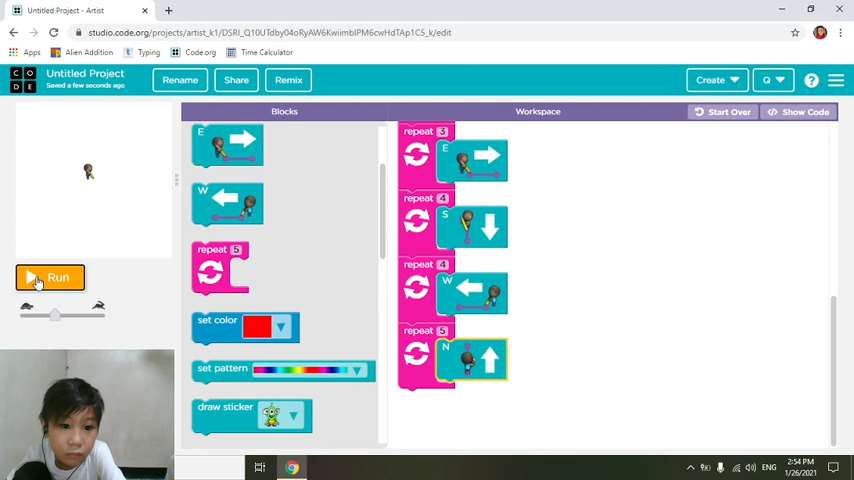 Untitled Project - Artist
studio.code.org/projects/artist_k1/DSRI_Q10UTdby04oRyAW6KwiimbIPM6cwHdTAp1C5_k/edit
Apps Alien Addition Typing Code.org Time Calculator
C O
D E
Untitled Project
Saved a few seconds ago
Rename Share Remix Create Q ?
Blocks Workspace Start Over Show Code
E
W
repeat 5
set color
set pattern
draw sticker
repeat 3
E
repeat 4
S
repeat 4
W
repeat 5
N
Run
ENG
2:54 PM
1/26/2021